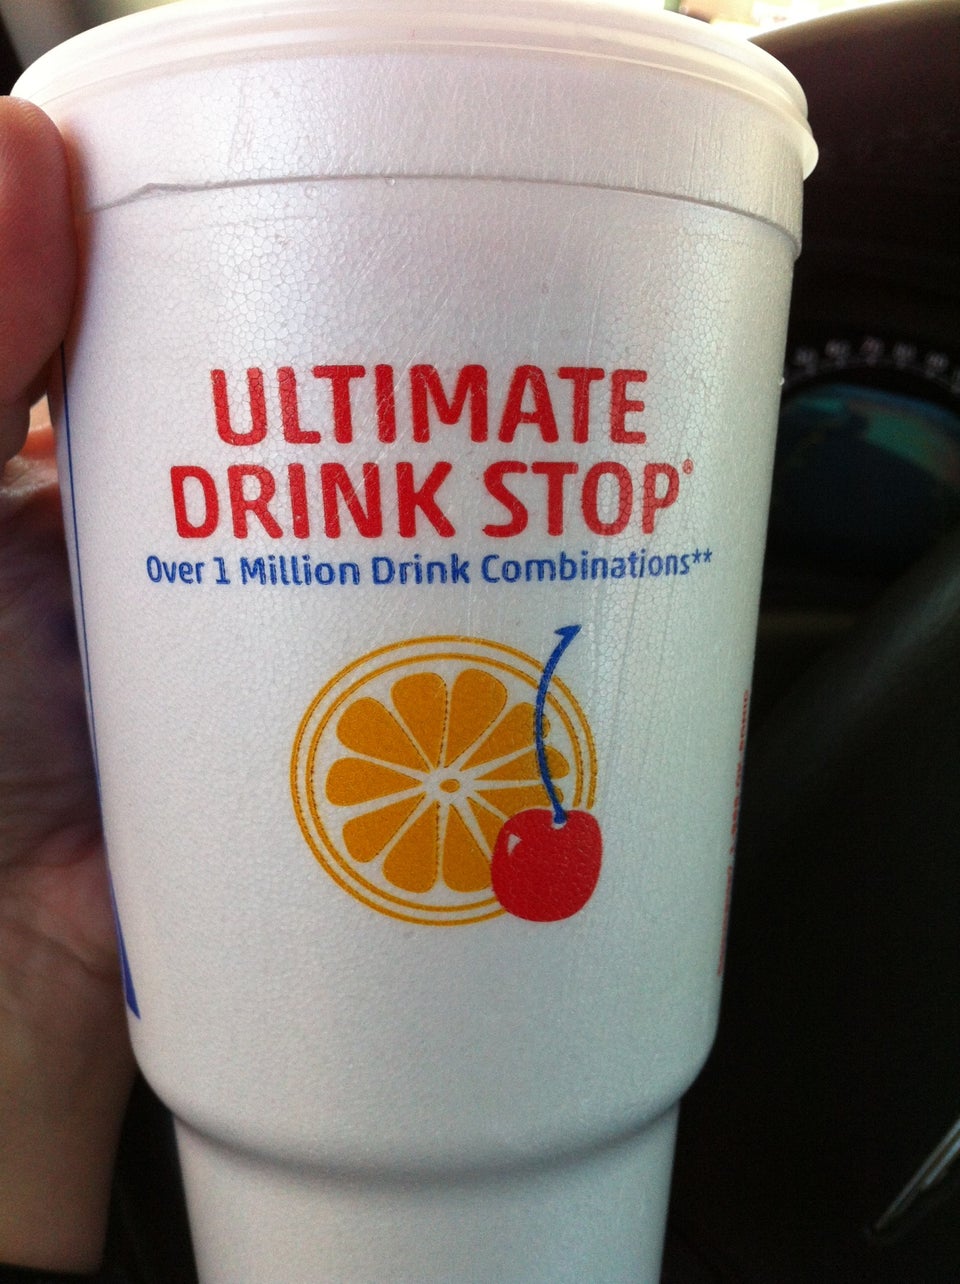 ULTIMATE
DRINK STOP®
Over 1 Million Drink Combinations**